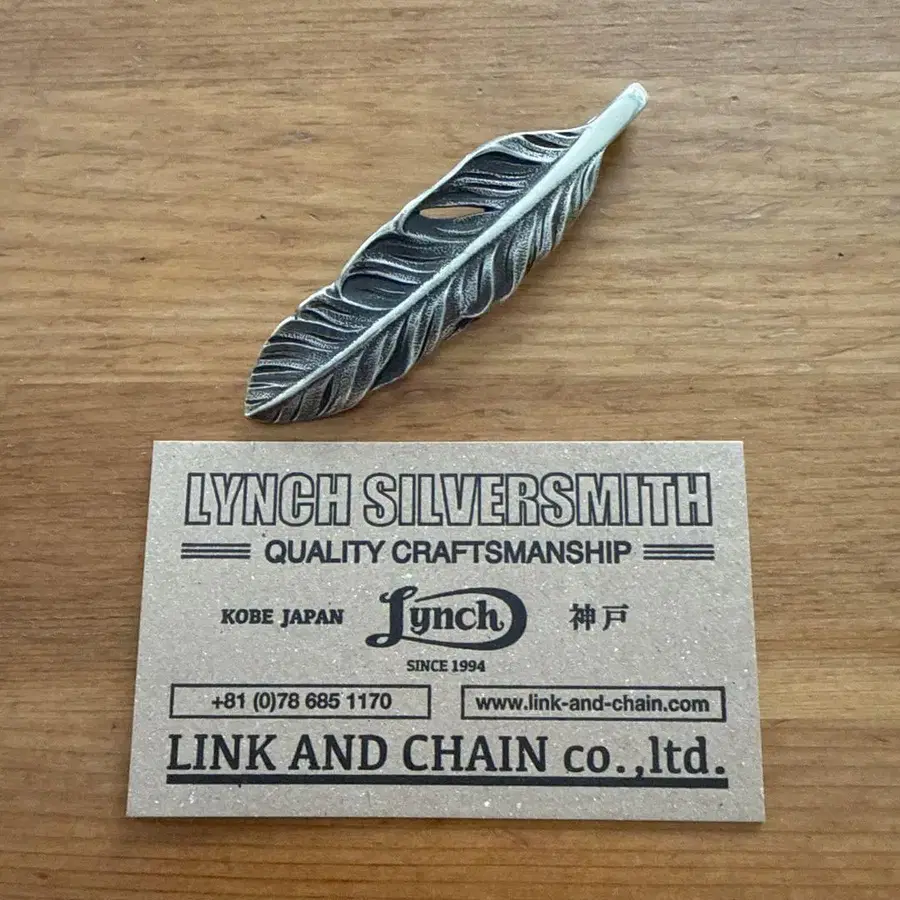 LYNCH SILVERSMITH
QUALITY CRAFTSMANSHIP
KOBE JAPAN Lynch 神戸
SINCE 1994
+81 (0)78 685 1170 www.link-and-chain.com
LINK AND CHAIN co.,ltd.